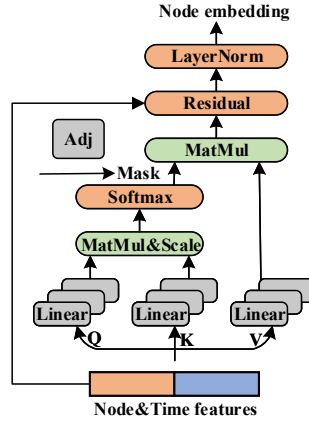 Node embedding
LayerNorm
Residual
Adj
MatMul
Mask
Softmax
MatMul&Scale
Linear Linear Linear
Q K V
Node&Time features